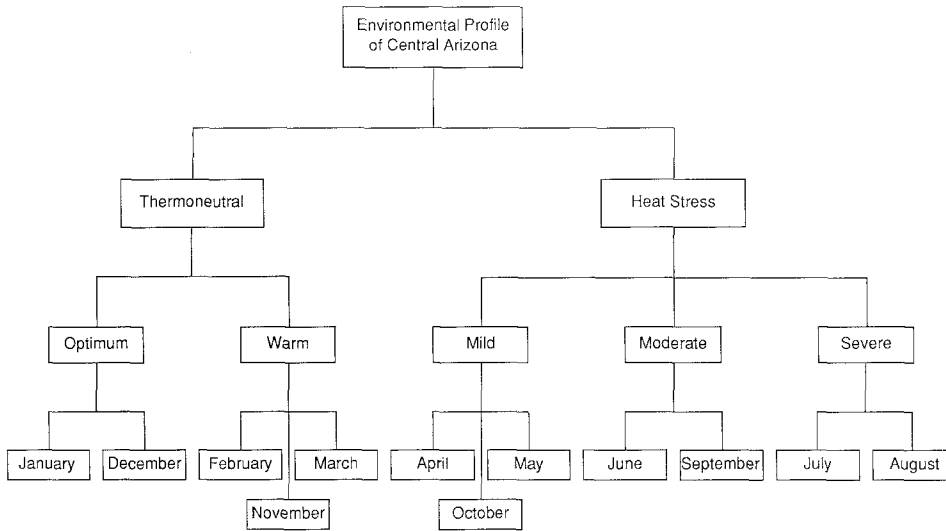 Environmental Profile
of Central Arizona
Thermoneutral
Heat Stress
Optimum
Warm
Mild
Moderate
Severe
January
December
February
March
April
May
June
September
July
August
November
October